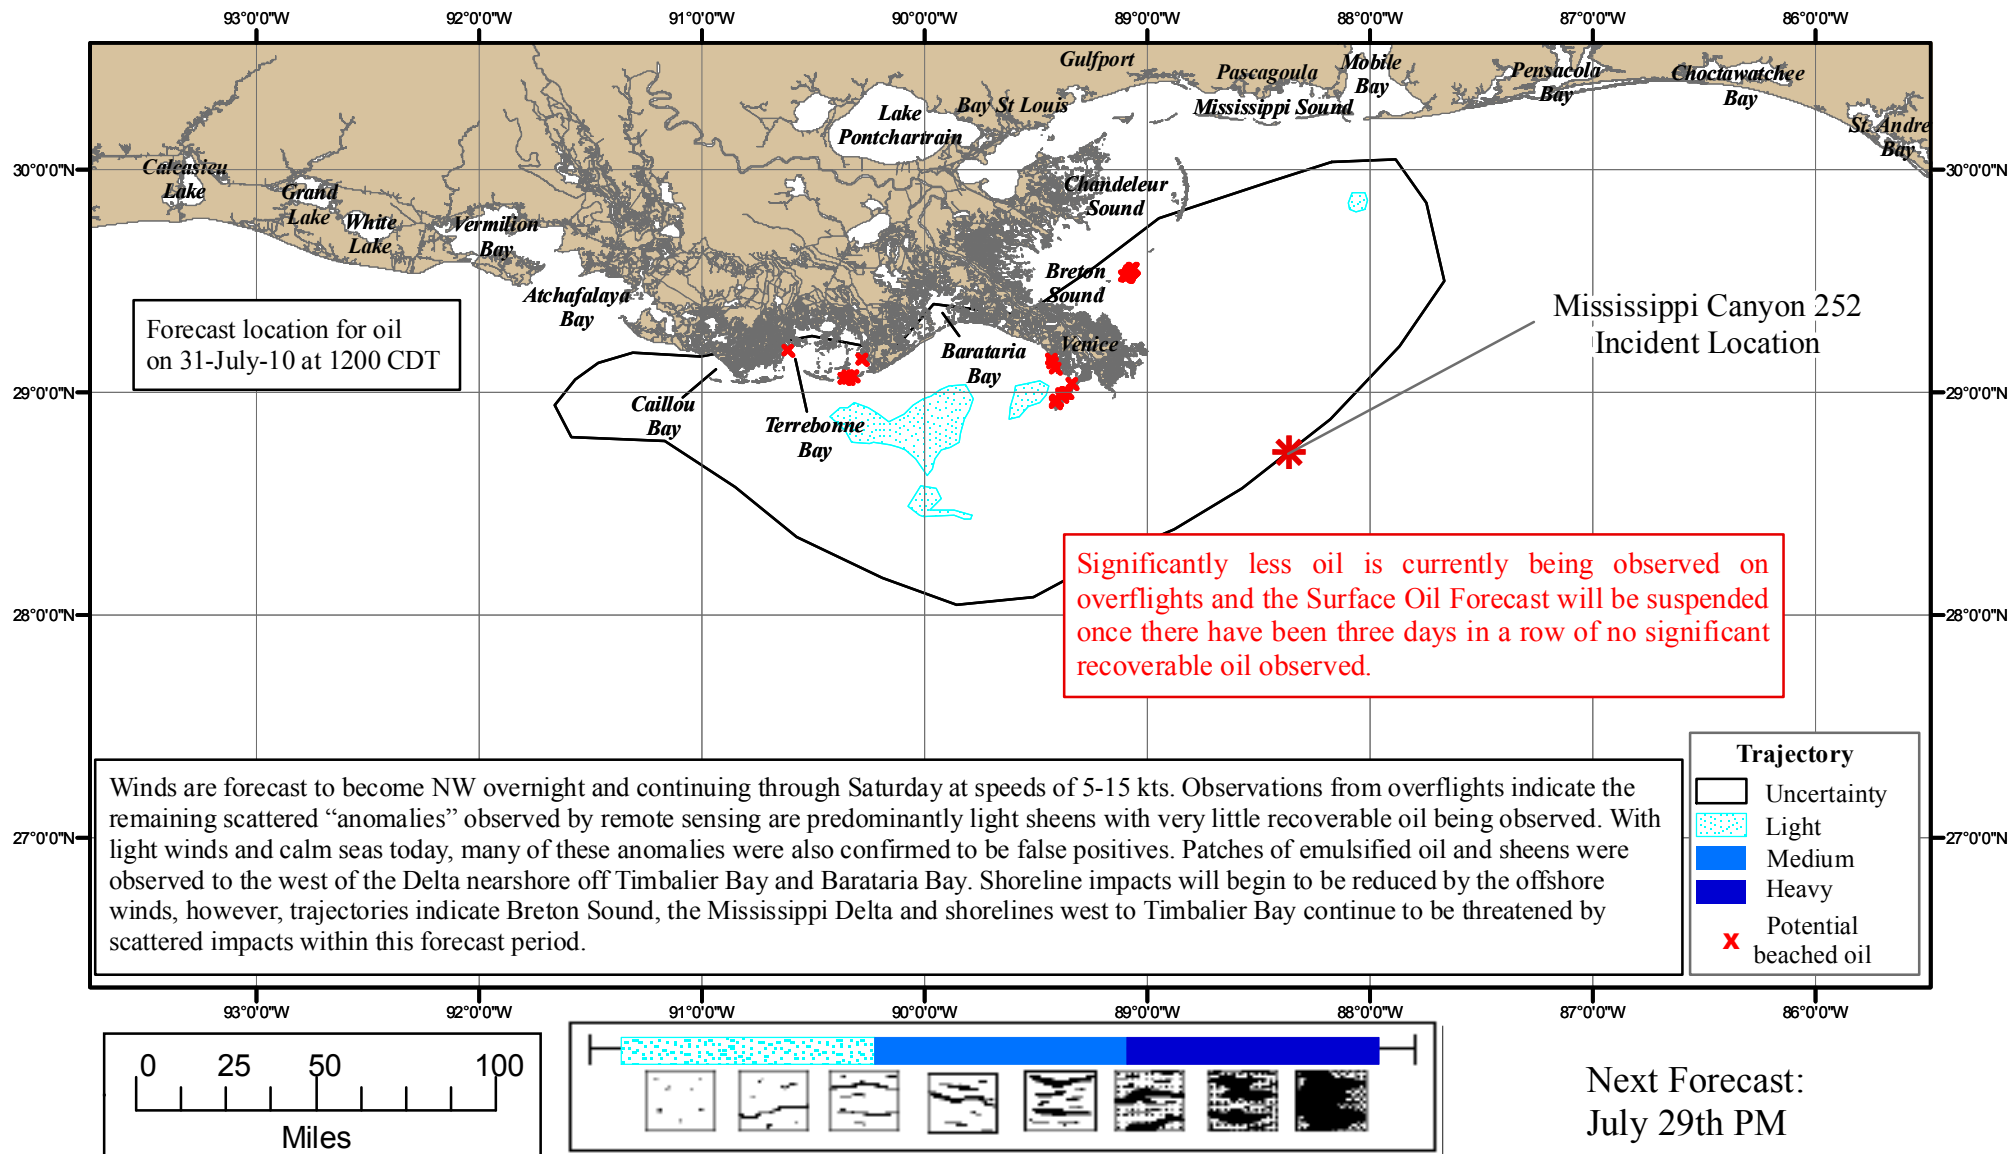 93°0'0"W 92°0'0"W 91°0'0"W 90°0'0"W 89°0'0"W 88°0'0"W 87°0'0"W 86°0'0"W
Gulfport
Pascagoula
Mobile
Bay
Pensacola
Bay
Choctawatchee
Bay
St. Andre
Bay
Mississippi Sound
Bay St Louis
Lake
Pontchartrain
30°0'0"N
30°0'0"N
Calcasieu
Lake
Grand
Lake
White
Lake
Vermilion
Bay
Chandeleur
Sound
Breton
Sound
Atchafalaya
Bay
Forecast location for oil
on 31-July-10 at 1200 CDT
Mississippi Canyon 252
Incident Location
Venice
Barataria
Bay
29°0'0"N
29°0'0"N
Caillou
Bay
Terrebonne
Bay
Significantly less oil is currently being observed on
overflights and the Surface Oil Forecast will be suspended
once there have been three days in a row of no significant
recoverable oil observed.
28°0'0"N
28°0'0"N
Winds are forecast to become NW overnight and continuing through Saturday at speeds of 5-15 kts. Observations from overflights indicate the
remaining scattered “anomalies” observed by remote sensing are predominantly light sheens with very little recoverable oil being observed. With
light winds and calm seas today, many of these anomalies were also confirmed to be false positives. Patches of emulsified oil and sheens were
observed to the west of the Delta nearshore off Timbalier Bay and Barataria Bay. Shoreline impacts will begin to be reduced by the offshore
winds, however, trajectories indicate Breton Sound, the Mississippi Delta and shorelines west to Timbalier Bay continue to be threatened by
scattered impacts within this forecast period.
27°0'0"N
27°0'0"N
Trajectory
Uncertainty
Light
Medium
Heavy
x Potential
beached oil
93°0'0"W 92°0'0"W 91°0'0"W 90°0'0"W 89°0'0"W 88°0'0"W 87°0'0"W 86°0'0"W
0 25 50 100
Miles
Next Forecast:
July 29th PM